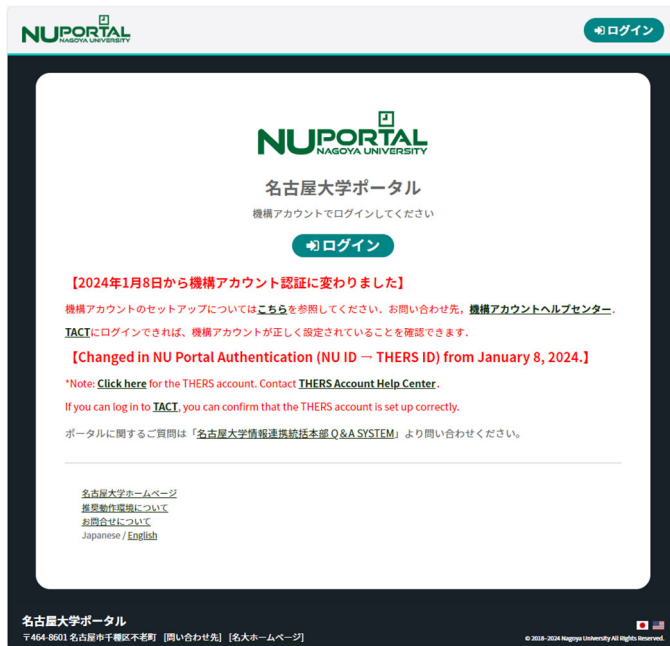 NUPORTAL
NAGOYA UNIVERSITY
ログイン
NUPORTAL
NAGOYA UNIVERSITY
名古屋大学ポータル
機構アカウントでログインしてください
ログイン
【2024年1月8日から機構アカウント認証に変わりました】
機構アカウントのセットアップについてはこちらを参照してください．お問い合わせ先，機構アカウントヘルプセンター．
TACTにログインできれば、機構アカウントが正しく設定されていることを確認できます．
【Changed in NU Portal Authentication (NU ID → THERS ID) from January 8, 2024.】
*Note: Click here for the THERS account. Contact THERS Account Help Center.
If you can log in to TACT, you can confirm that the THERS account is set up correctly.
ポータルに関するご質問は「名古屋大学情報連携統括本部 Q＆A SYSTEM」より問い合わせください。
名古屋大学ホームページ
推奨動作環境について
お問合せについて
Japanese / English
名古屋大学ポータル
〒464-8601 名古屋市千種区不老町 [問い合わせ先] [名大ホームページ]
© 2018-2024 Nagoya University All Rights Reserved.